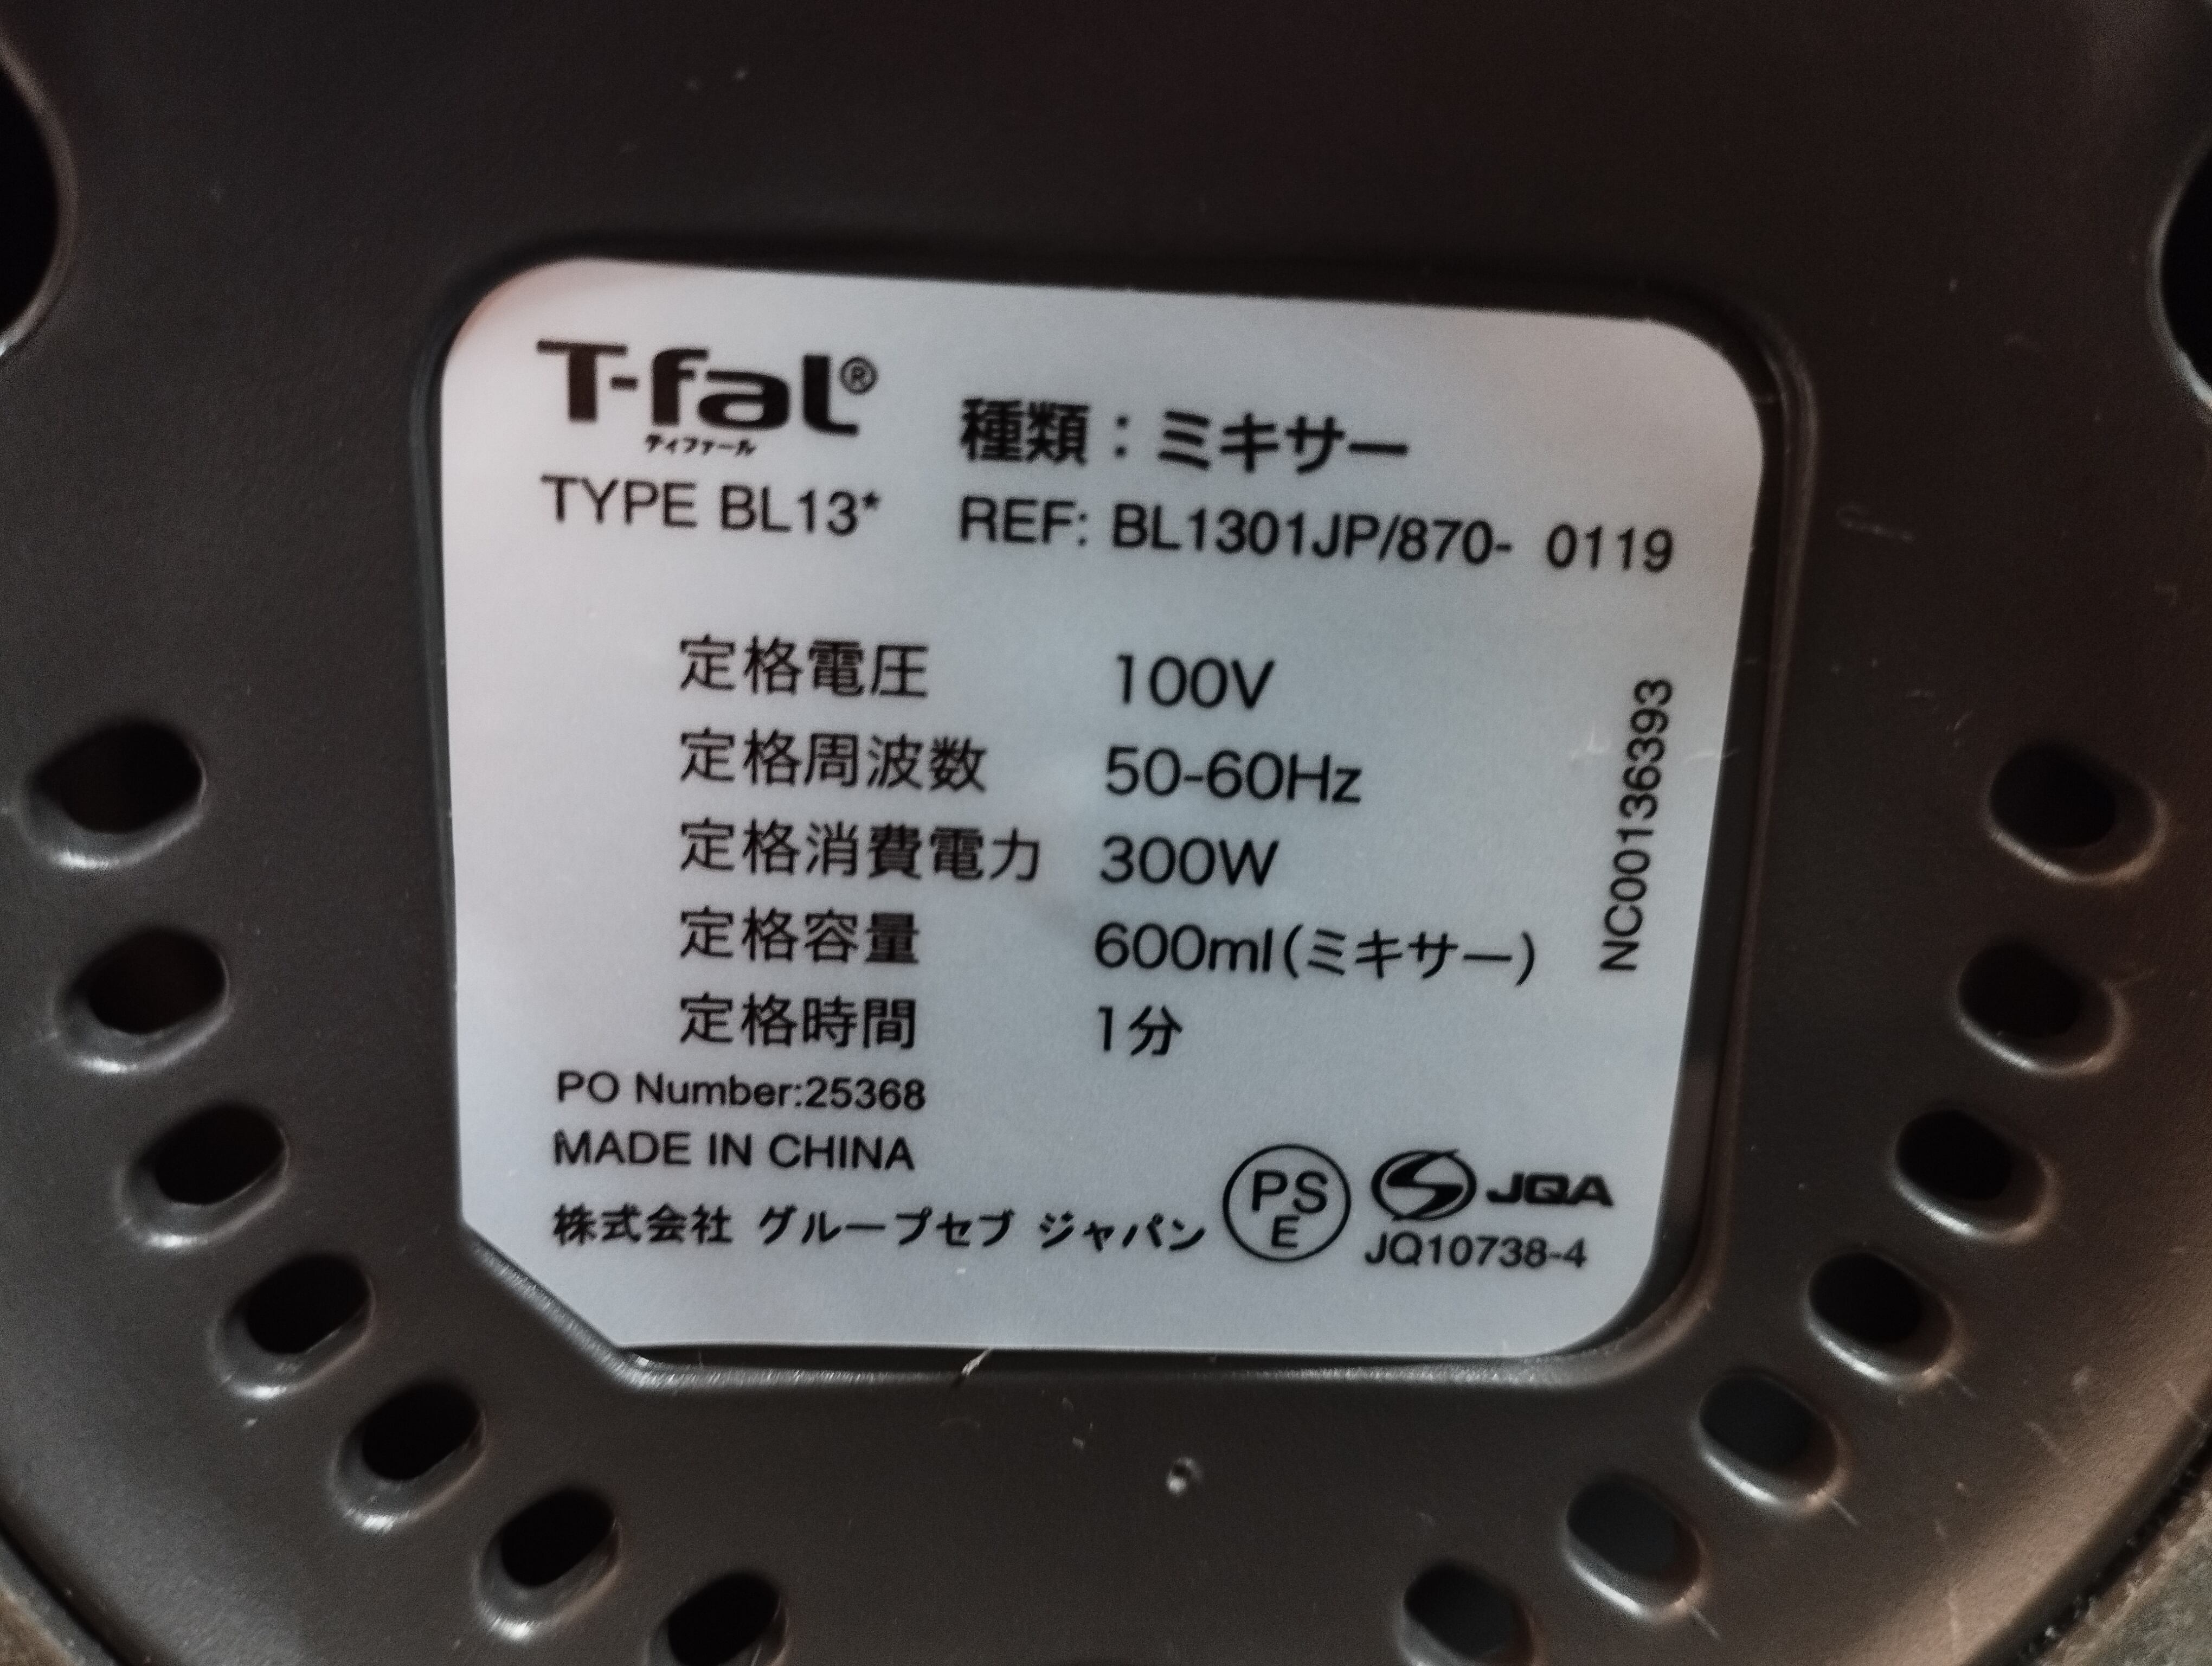 T-fal®
ティファール
種類：ミキサー
TYPE BL13*
REF: BL1301JP/870- 0119
定格電圧 100V
定格周波数 50-60Hz
定格消費電力 300W
定格容量 600ml(ミキサー)
定格時間 1分
NC00136393
PO Number:25368
MADE IN CHINA
株式会社 グループセブ ジャパン
PSE
JQA
JQ10738-4